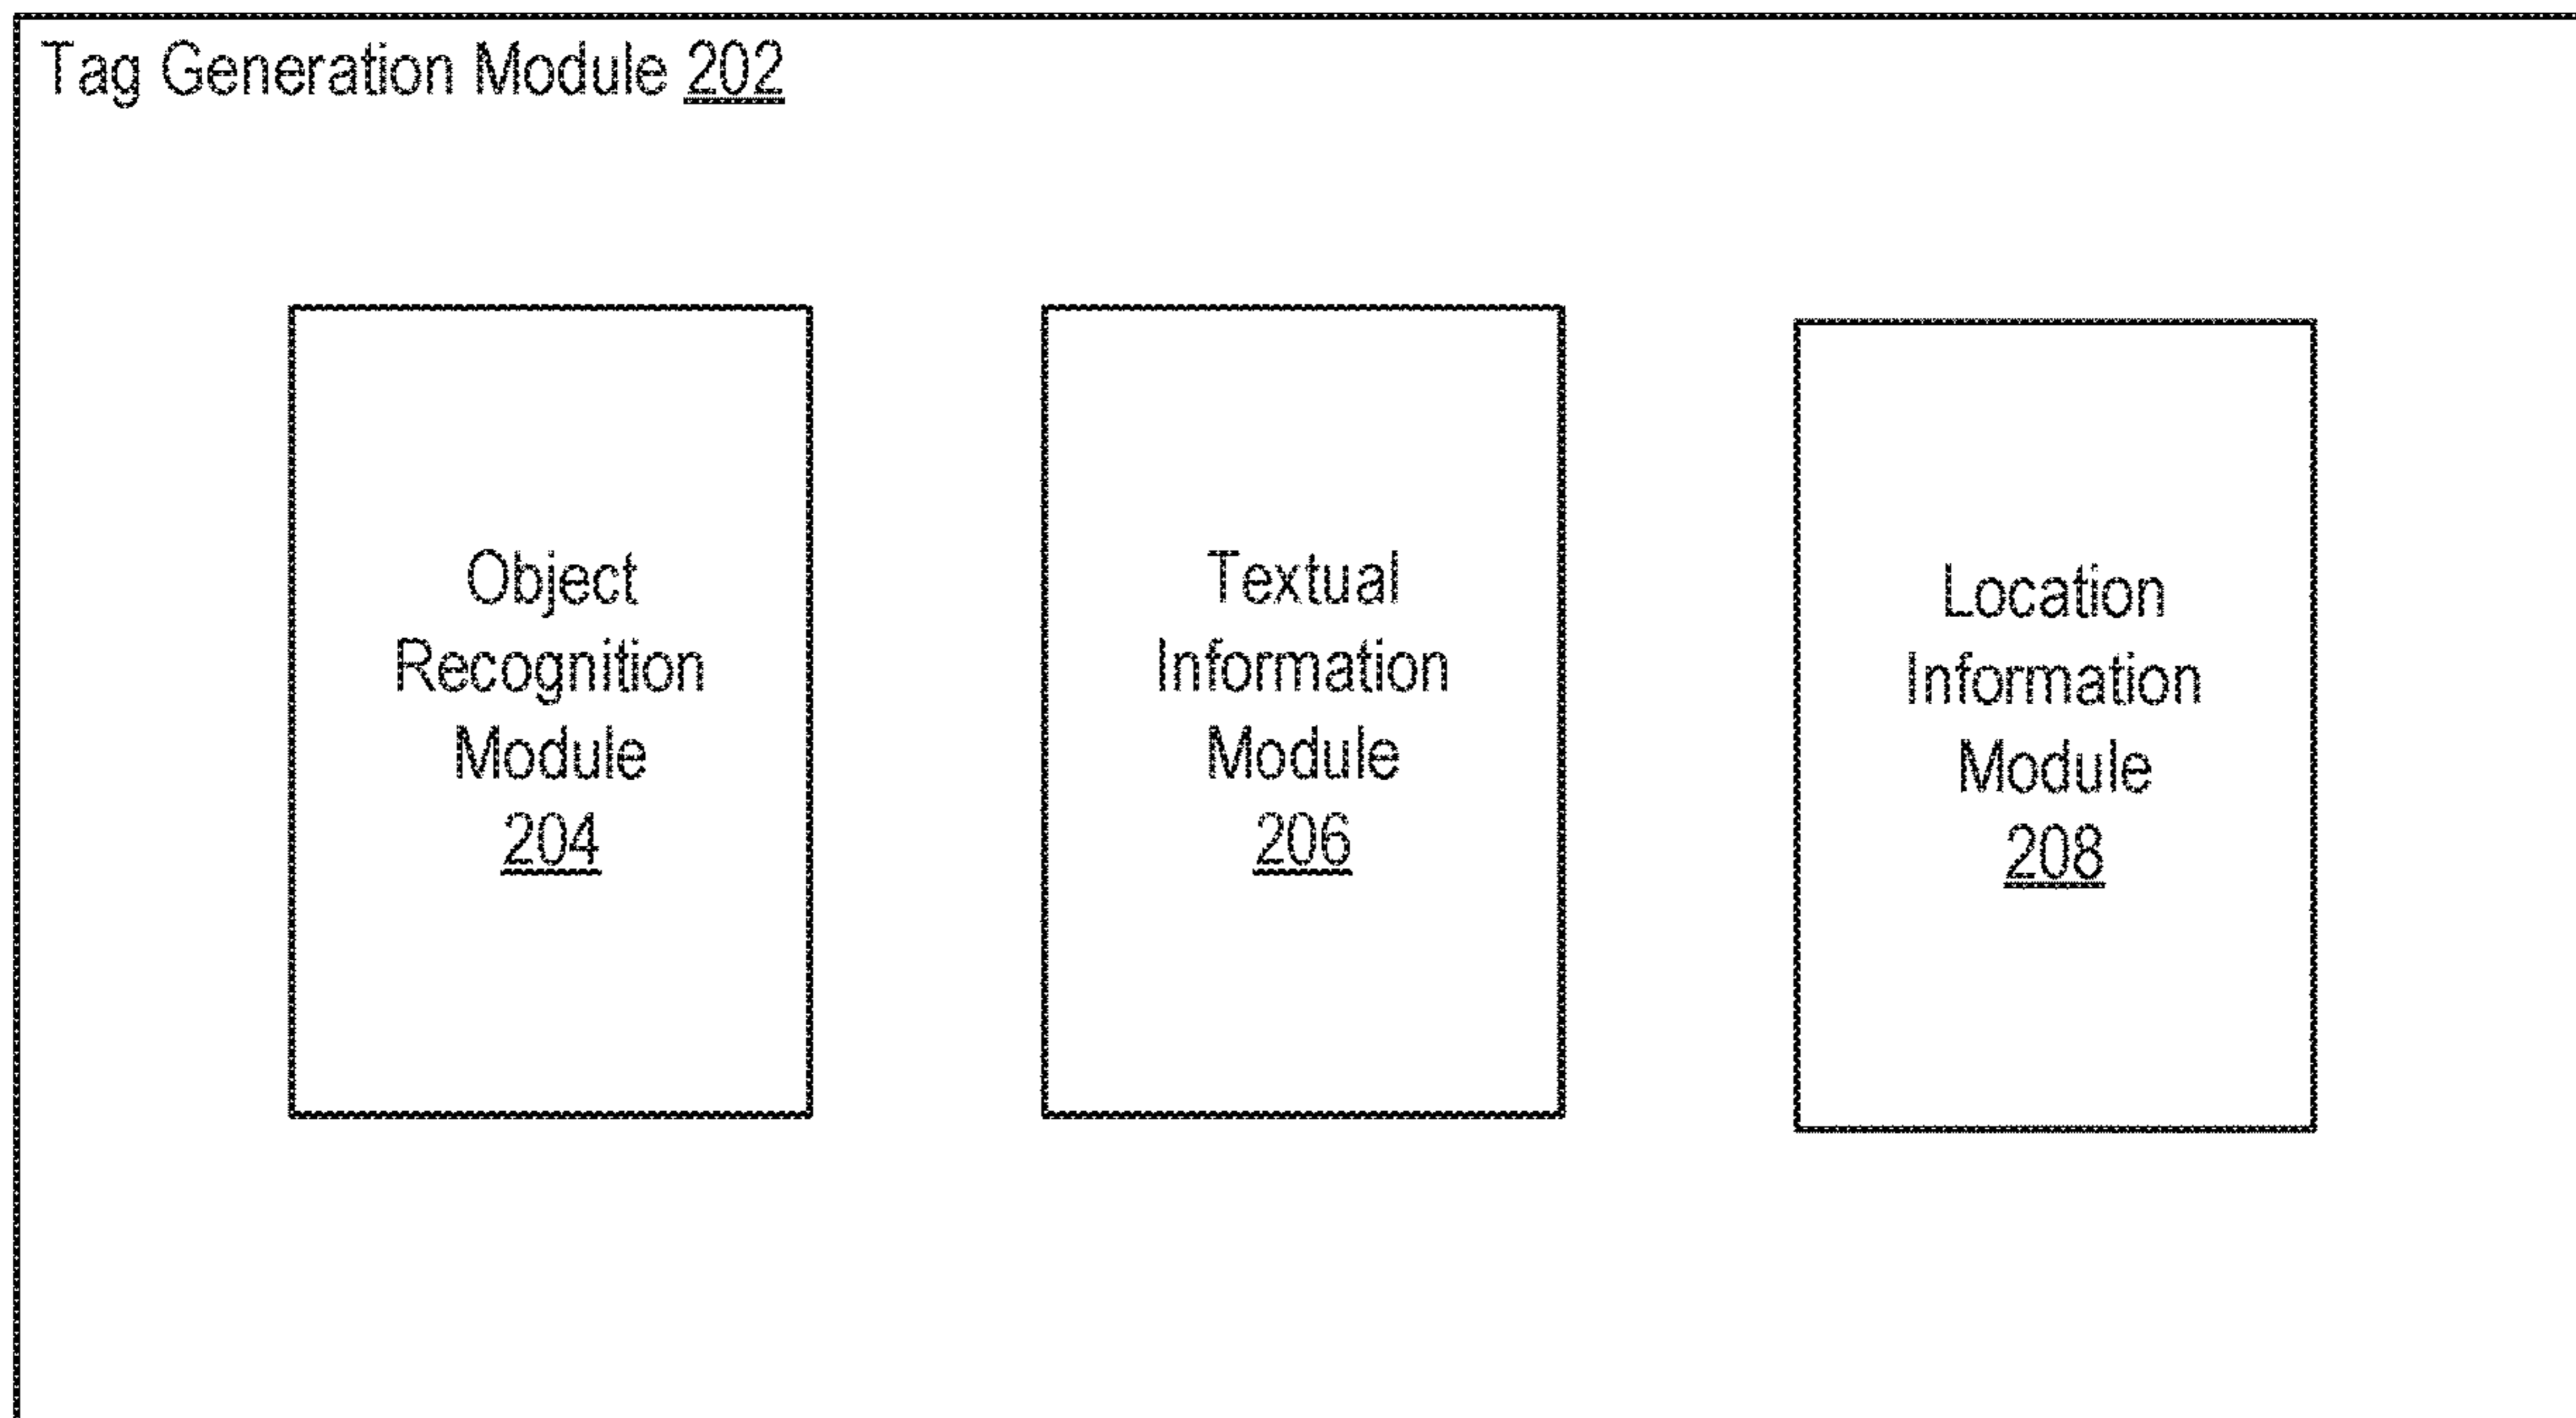 Tag Generation Module 202
Object
Recognition
Module
204
Textual
Information
Module
206
Location
Information
Module
208